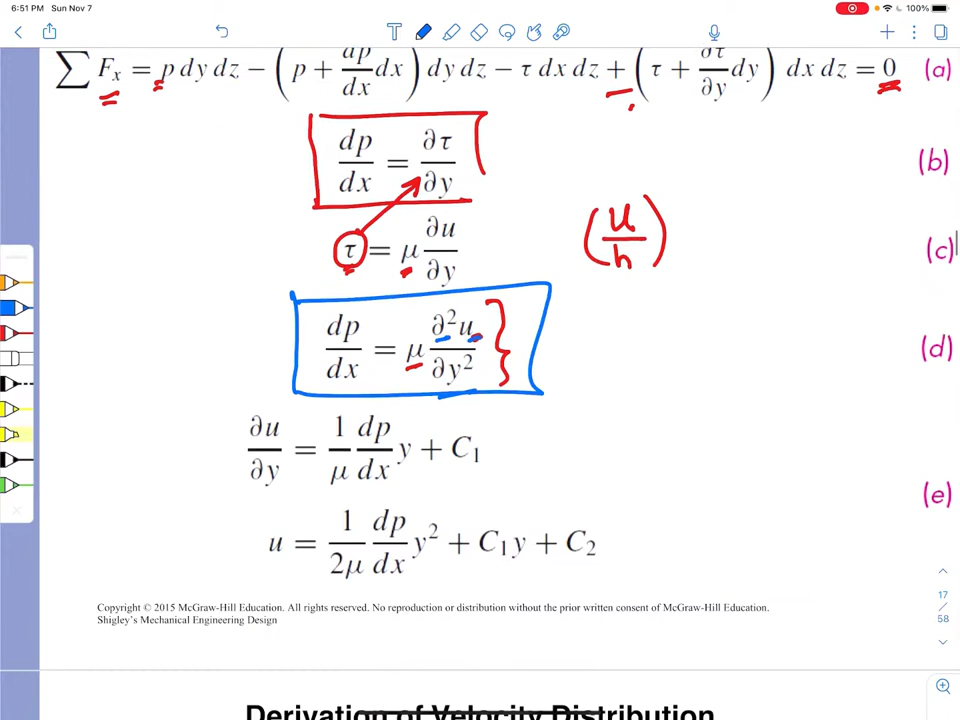 6:51 PM Sun Nov 7
100%
∑ Fx = p dy dz − (p + dp/dx dx) dy dz − τ dx dz + (τ + ∂τ/∂y dy) dx dz = 0 (a)
dp/dx = ∂τ/∂y (b)
τ = μ ∂u/∂y (c)
(u/h)
dp/dx = μ ∂²u/∂y² (d)
∂u/∂y = 1/μ dp/dx y + C₁
(e)
u = 1/2μ dp/dx y² + C₁y + C₂
Copyright © 2015 McGraw-Hill Education. All rights reserved. No reproduction or distribution without the prior written consent of McGraw-Hill Education.
Shigley's Mechanical Engineering Design
17
/
58
Derivation of Velocity Distribution